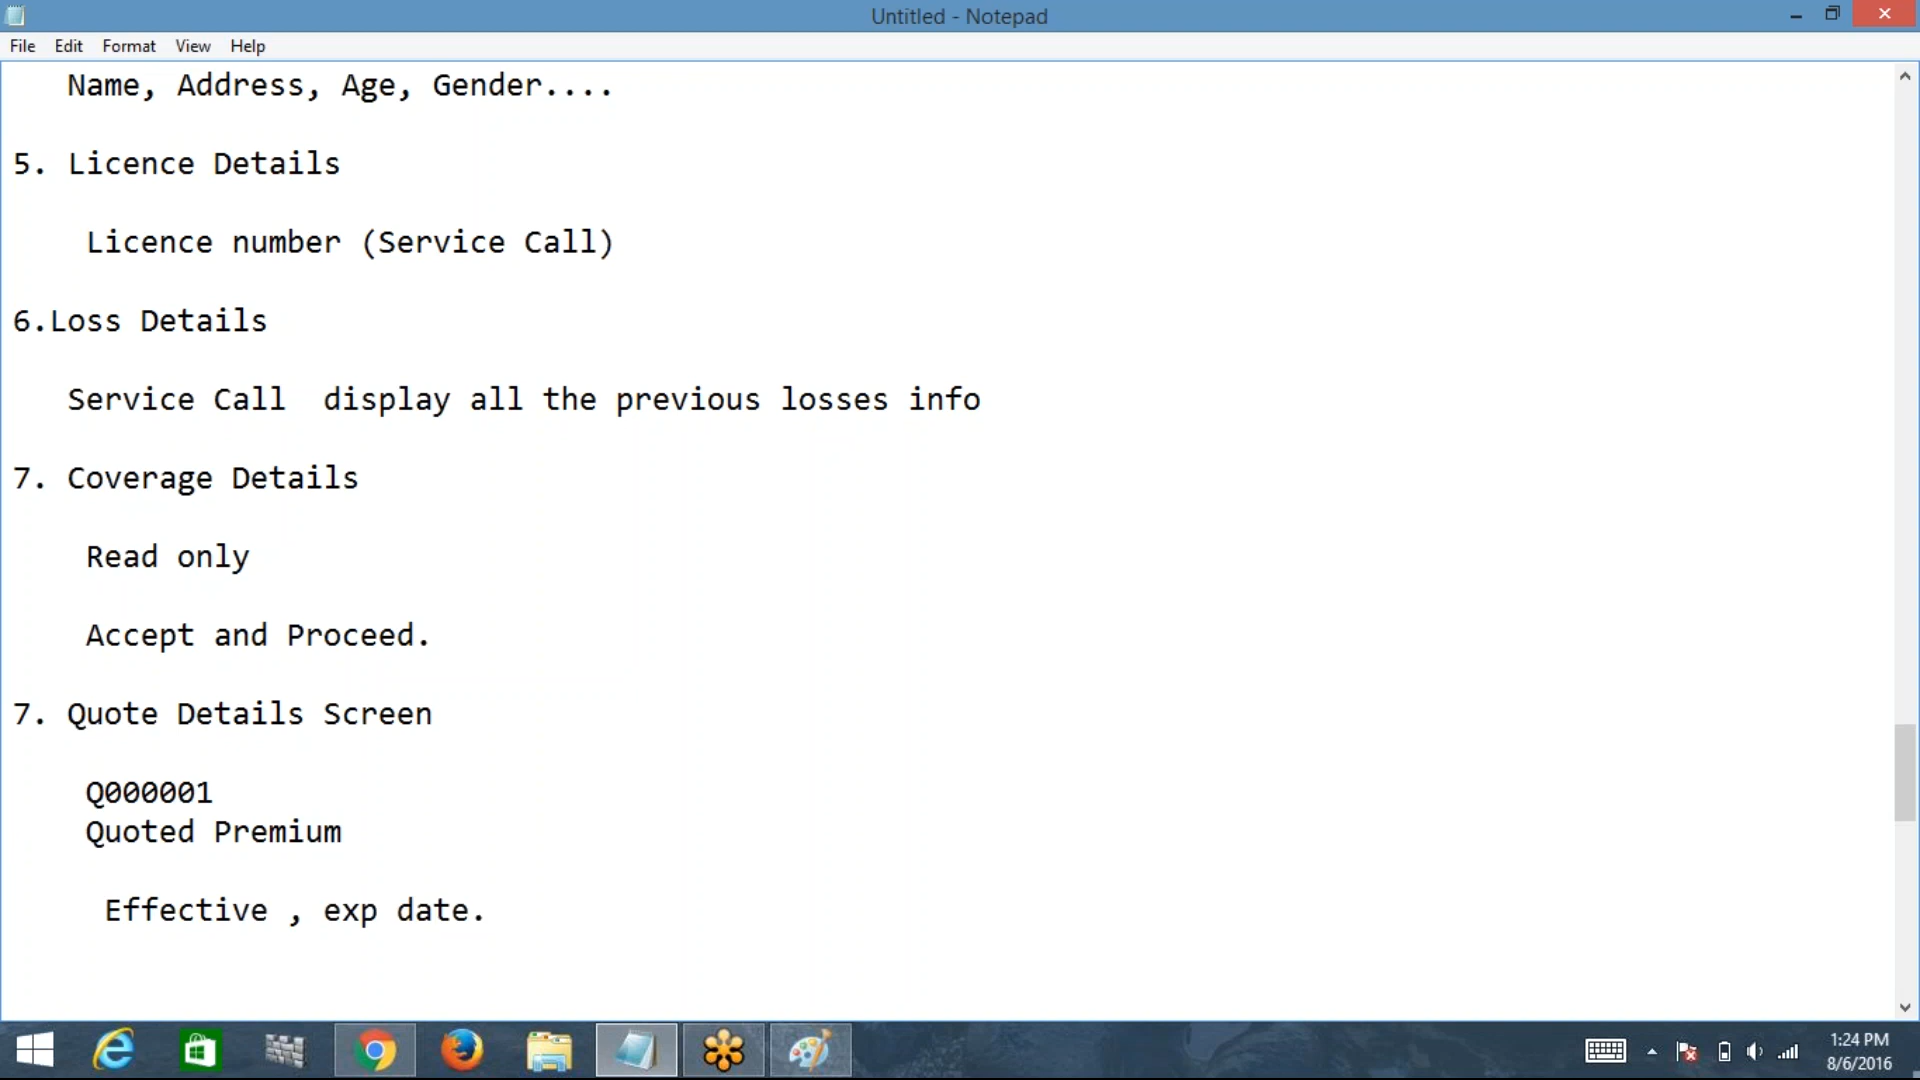 Untitled - Notepad
File Edit Format View Help
Name, Address, Age, Gender....
5. Licence Details
Licence number (Service Call)
6.Loss Details
Service Call  display all the previous losses info
7. Coverage Details
Read only
Accept and Proceed.
7. Quote Details Screen
Q000001
Quoted Premium
Effective , exp date.
1:24 PM
8/6/2016